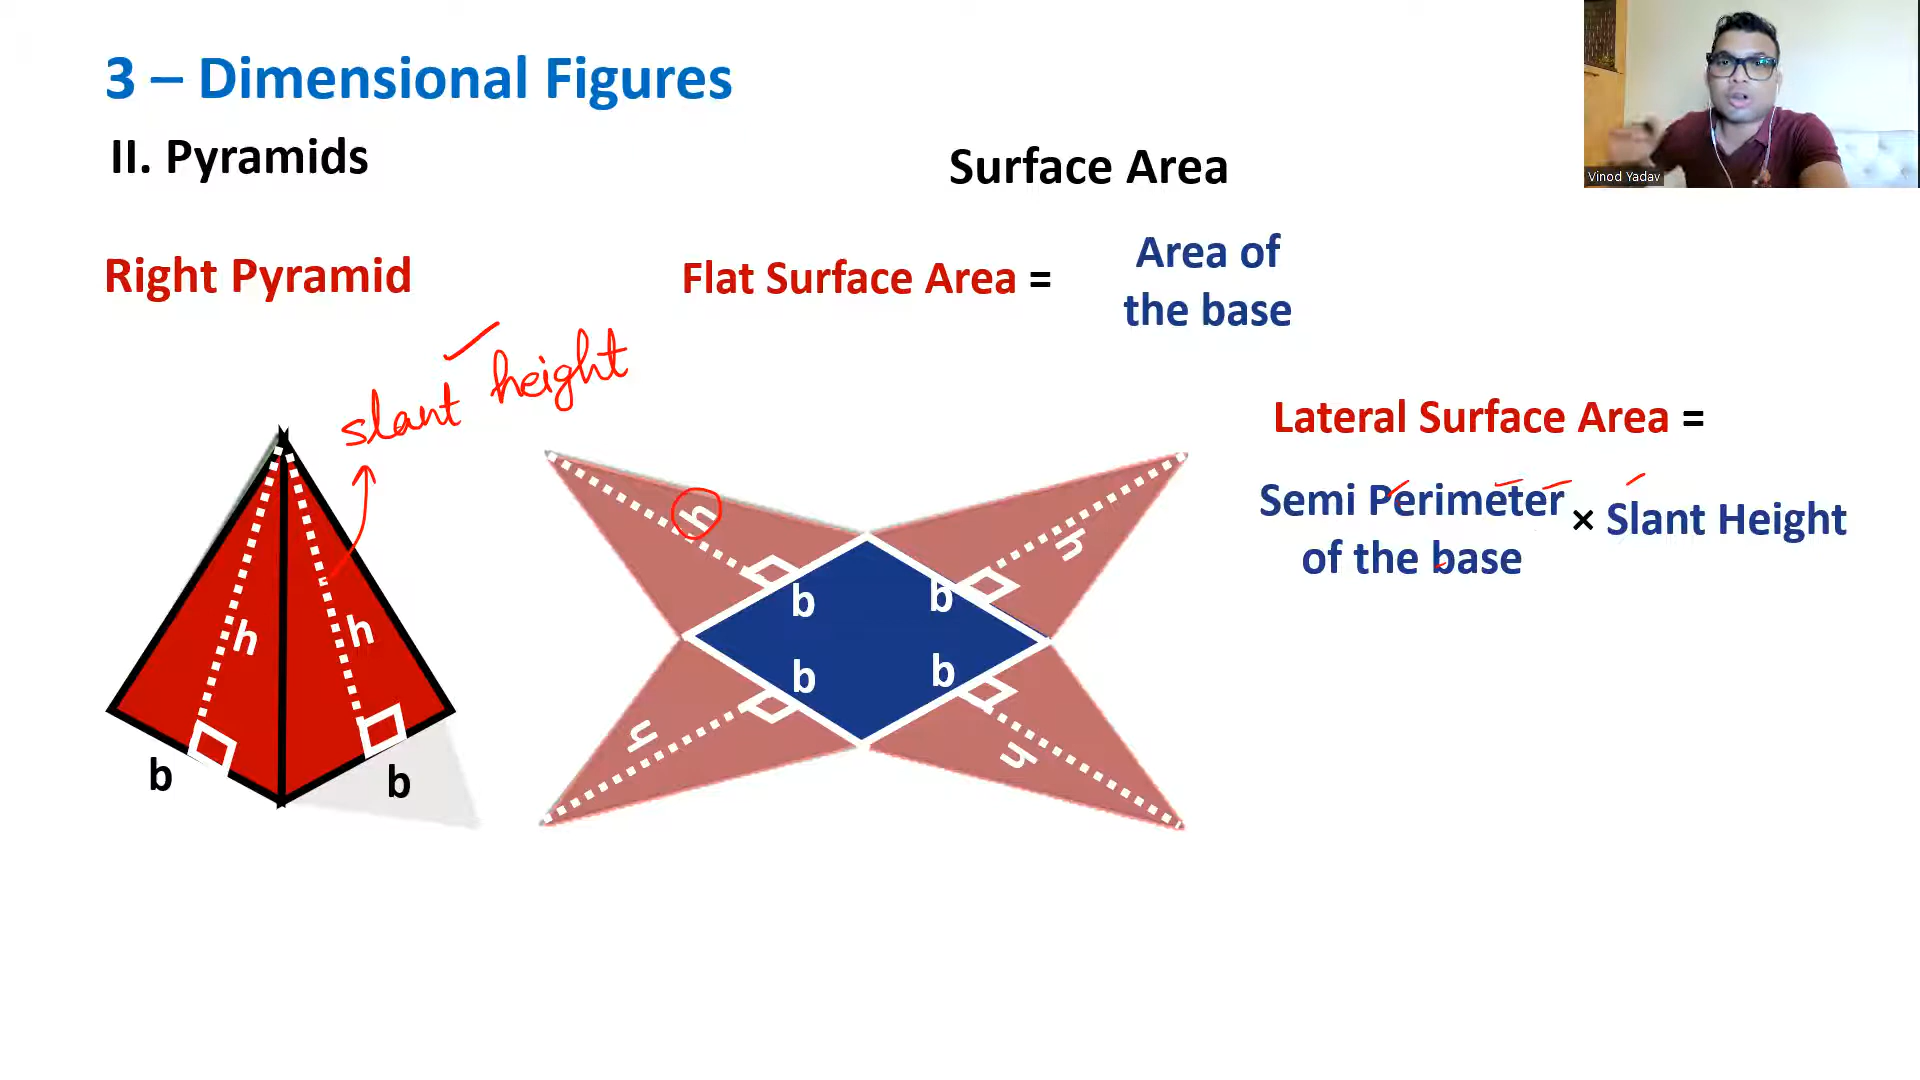 3 – Dimensional Figures
II. Pyramids
Surface Area
Vinod Yadav
Right Pyramid
Flat Surface Area =
Area of
the base
slant height
Lateral Surface Area =
Semi Perimeter
of the base
× Slant Height
h
h
b
b
h
h
h
h
b
b
b
b